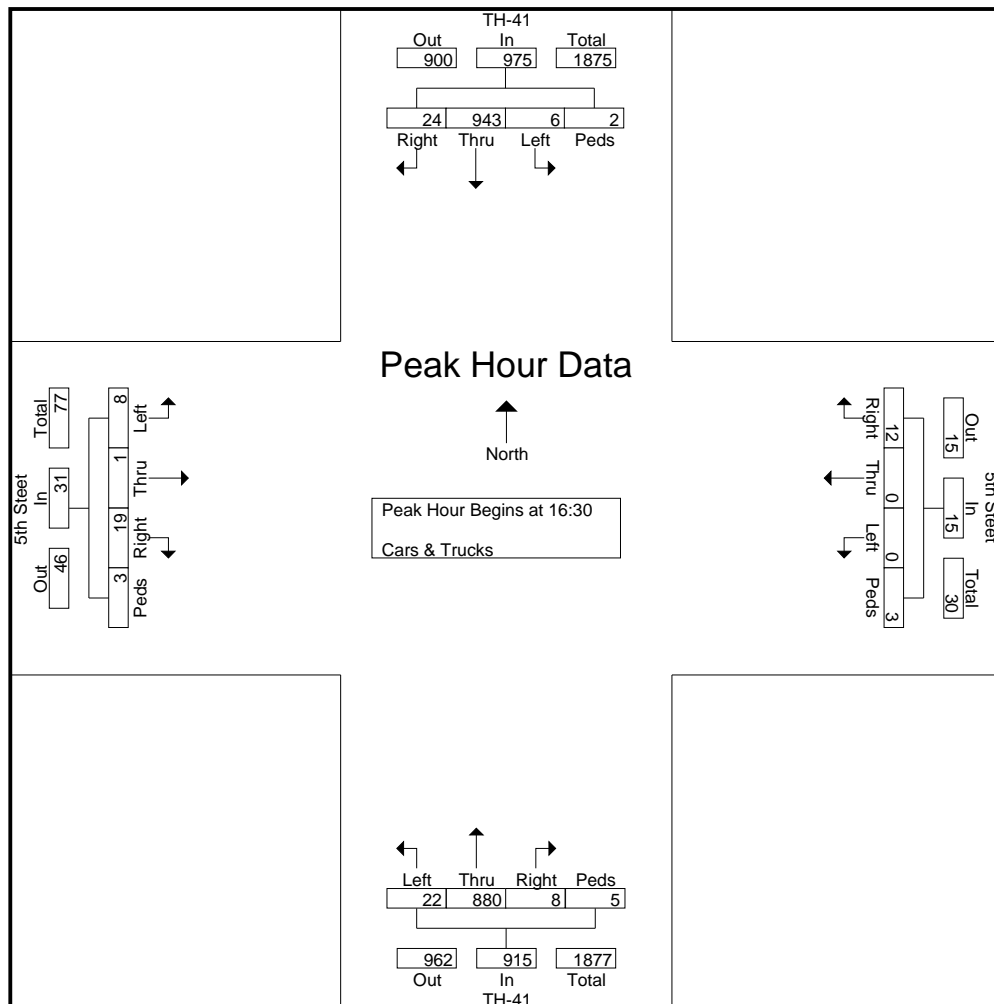 TH-41
Out In Total
900 975 1875
24 943 6 2
Right Thru Left Peds
Peak Hour Data
North
Peak Hour Begins at 16:30
Cars & Trucks
5th Steet
Total In Out
77 31 46
8 1 19 3
Left Thru Right Peds
Right Thru Left Peds
12 0 0 3
Out In Total
15 15 30
5th Steet
Left Thru Right Peds
22 880 8 5
962 915 1877
Out In Total
TH-41